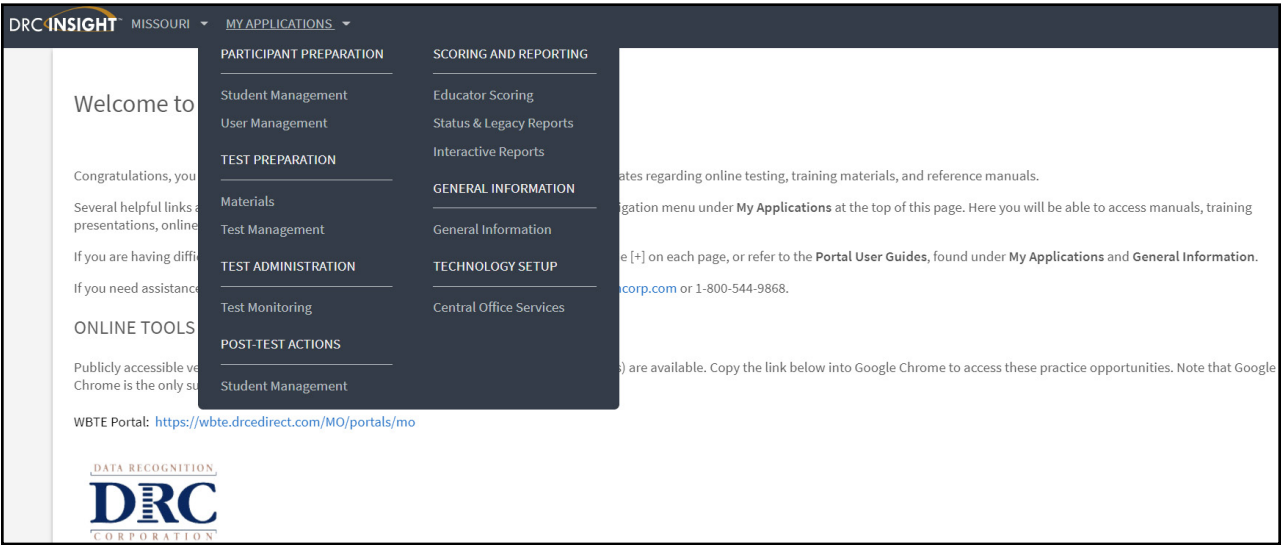 DRC INSIGHT MISSOURI MY APPLICATIONS
PARTICIPANT PREPARATION
Student Management
User Management
TEST PREPARATION
Materials
Test Management
TEST ADMINISTRATION
Test Monitoring
POST-TEST ACTIONS
Student Management
SCORING AND REPORTING
Educator Scoring
Status & Legacy Reports
Interactive Reports
GENERAL INFORMATION
General Information
TECHNOLOGY SETUP
Central Office Services
Welcome to
Congratulations, you ates regarding online testing, training materials, and reference manuals.
Several helpful links igation menu under My Applications at the top of this page. Here you will be able to access manuals, training
presentations, online
If you are having diffi e [+] on each page, or refer to the Portal User Guides, found under My Applications and General Information.
If you need assistance corp.com or 1-800-544-9868.
ONLINE TOOLS
Publicly accessible ve ) are available. Copy the link below into Google Chrome to access these practice opportunities. Note that Google
Chrome is the only su
WBTE Portal: https://wbte.drcedirect.com/MO/portals/mo
DATA RECOGNITION
DRC
CORPORATION